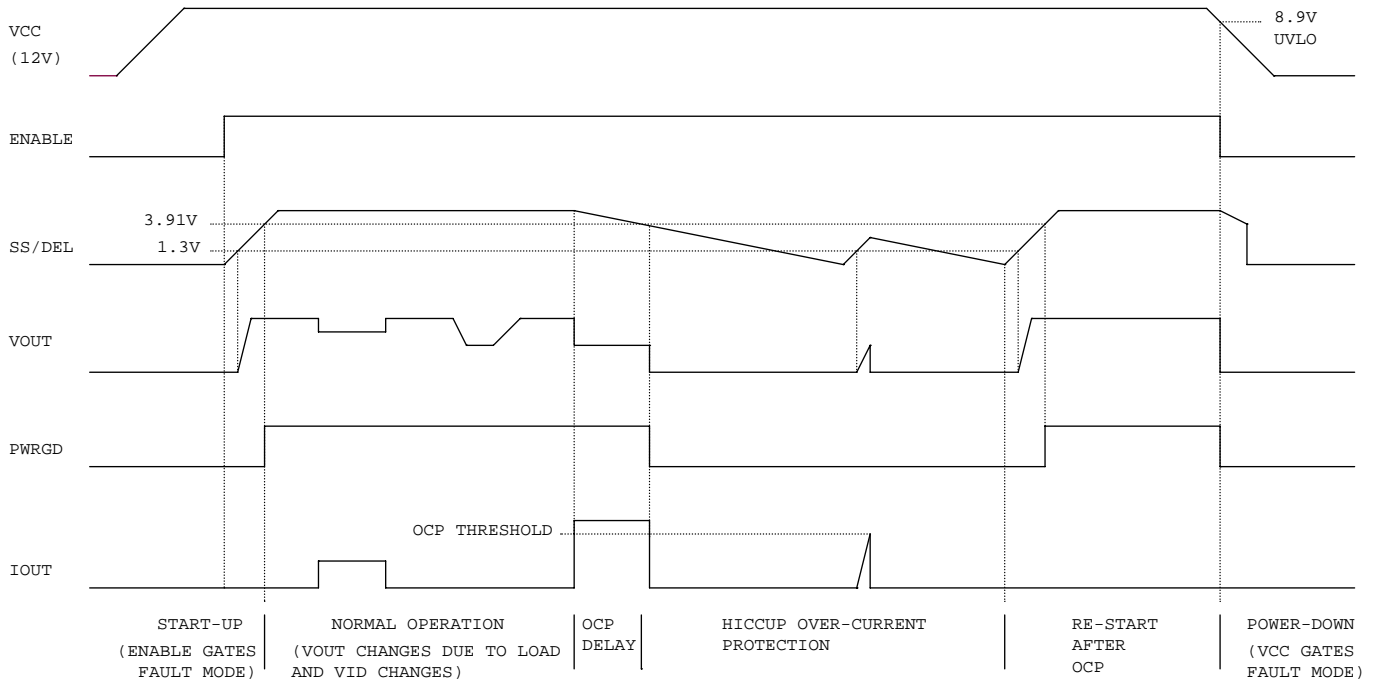 VCC
(12V)
8.9V
UVLO
ENABLE
3.91V
SS/DEL
1.3V
VOUT
PWRGD
OCP THRESHOLD
IOUT
START-UP
(ENABLE GATES
FAULT MODE)
NORMAL OPERATION
(VOUT CHANGES DUE TO LOAD
AND VID CHANGES)
OCP
DELAY
HICCUP OVER-CURRENT
PROTECTION
RE-START
AFTER
OCP
POWER-DOWN
(VCC GATES
FAULT MODE)